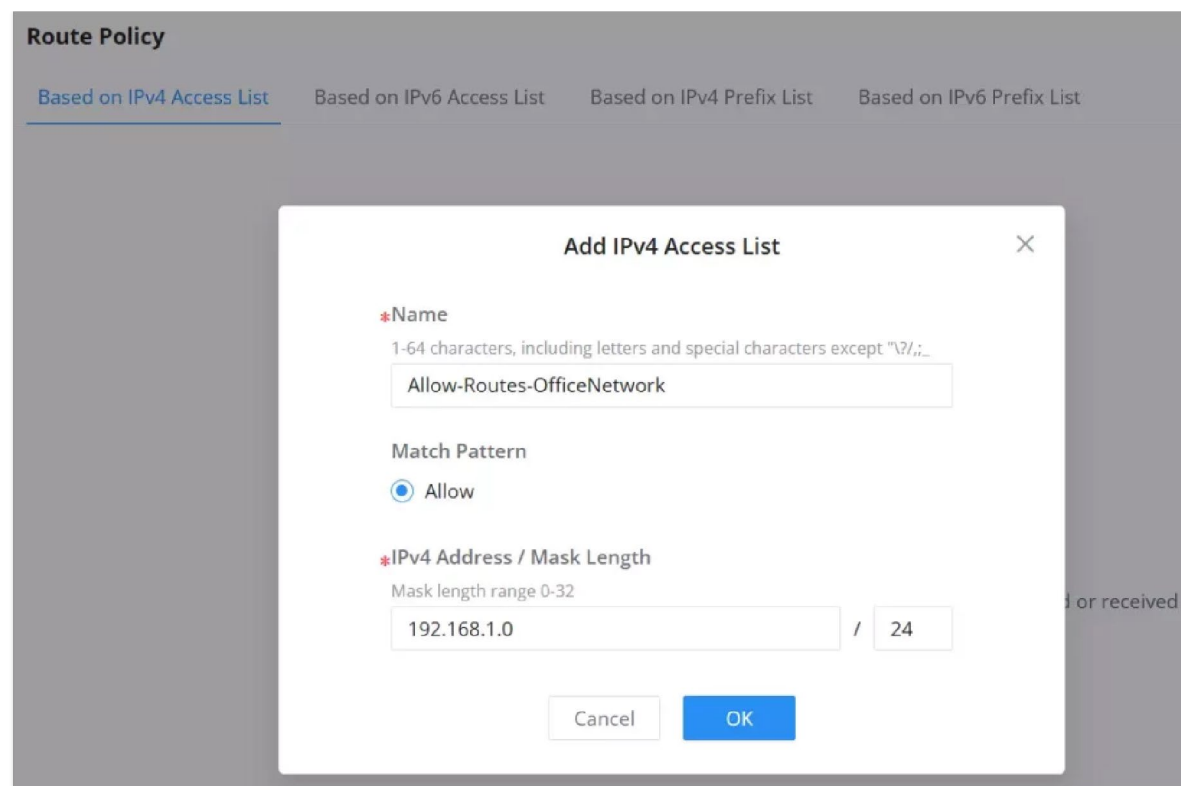 Route Policy
Based on IPv4 Access List Based on IPv6 Access List Based on IPv4 Prefix List Based on IPv6 Prefix List
Add IPv4 Access List
*Name
1-64 characters, including letters and special characters except "\?/,;_
Allow-Routes-OfficeNetwork
Match Pattern
Allow
*IPv4 Address / Mask Length
Mask length range 0-32
or received
192.168.1.0 / 24
Cancel OK